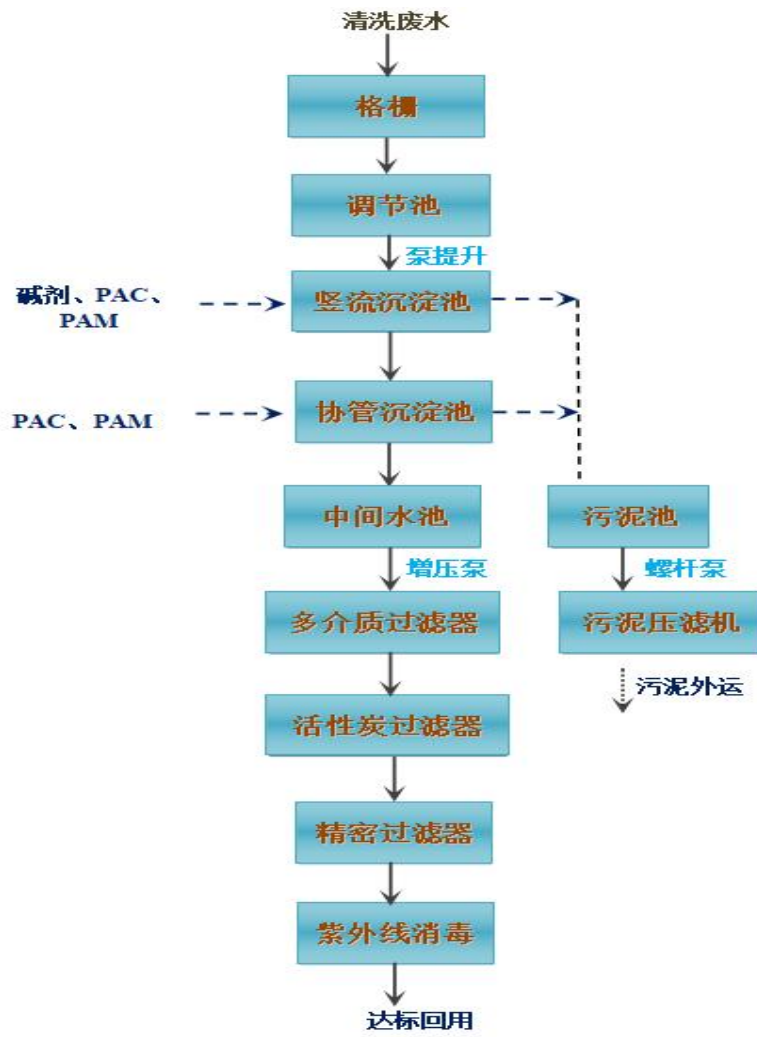 清洗废水
格栅
调节池
泵提升
碱剂、PAC、
PAM
竖流沉淀池
PAC、PAM
协管沉淀池
中间水池
污泥池
增压泵
螺杆泵
多介质过滤器
污泥压滤机
污泥外运
活性炭过滤器
精密过滤器
紫外线消毒
达标回用